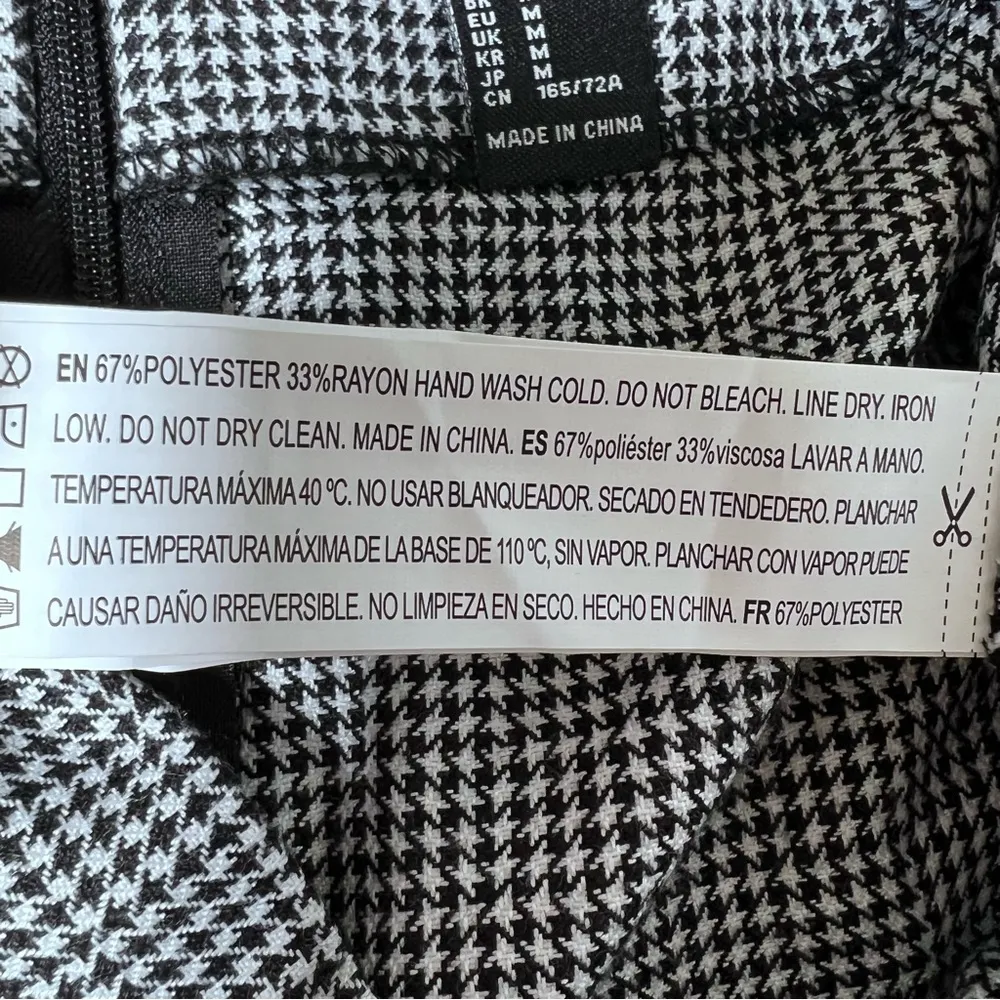 EU M
UK M
KR M
JP M
CN 165/72A
MADE IN CHINA
EN 67%POLYESTER 33%RAYON HAND WASH COLD. DO NOT BLEACH. LINE DRY. IRON
LOW. DO NOT DRY CLEAN. MADE IN CHINA. ES 67%poliéster 33%viscosa LAVAR A MANO.
TEMPERATURA MÁXIMA 40 ºC. NO USAR BLANQUEADOR. SECADO EN TENDEDERO. PLANCHAR
A UNA TEMPERATURA MÁXIMA DE LA BASE DE 110 ºC, SIN VAPOR. PLANCHAR CON VAPOR PUEDE
CAUSAR DAÑO IRREVERSIBLE. NO LIMPIEZA EN SECO. HECHO EN CHINA. FR 67%POLYESTER